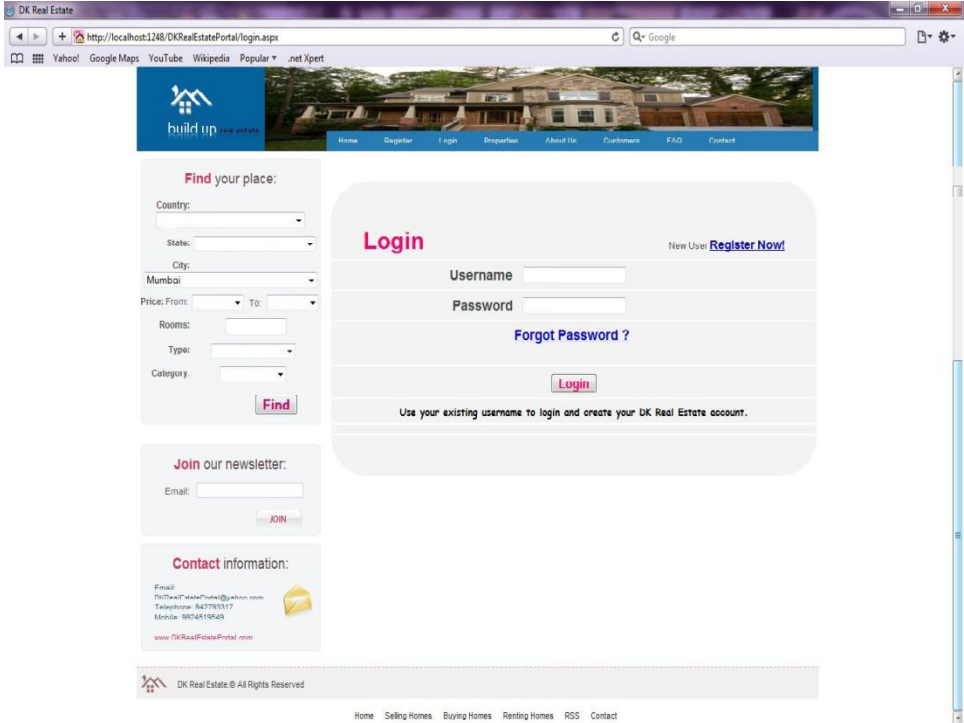 DK Real Estate
http://localhost:1248/DKRealEstatePortal/login.aspx
Google
Yahoo! Google Maps YouTube Wikipedia Popular .net Xpert
build up real estate
Home Register Login Properties About Us Customers FAQ Contact
Find your place:
Country:
State:
City:
Mumbai
Price: From: To:
Rooms:
Type:
Category.
Find
Login
New User Register Now!
Username
Password
Forgot Password ?
Login
Use your existing username to login and create your DK Real Estate account.
Join our newsletter:
Email:
JOIN
Contact information:
Email:
DKRealEstatePortal@yahoo.com
Telephone: 942793317
Mobile: 9924519549
www.DKRealEstatePortal.com
DK Real Estate.© All Rights Reserved
Home Selling Homes Buying Homes Renting Homes RSS Contact